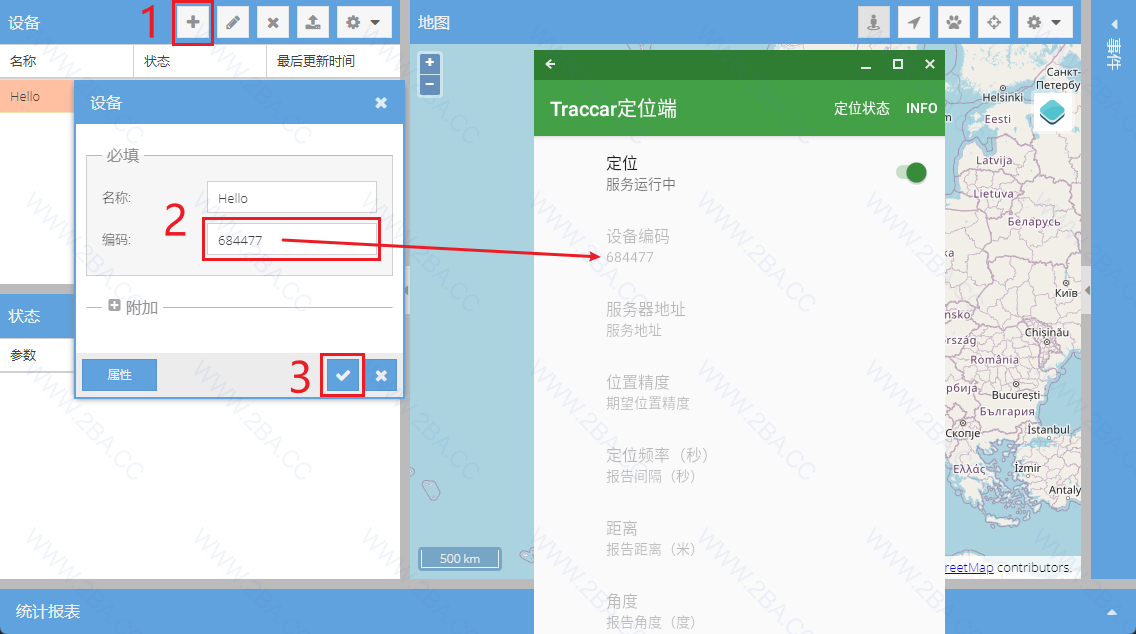 设备
1
名称
状态
最后更新时间
Hello
设备
必填
名称:
Hello
2
编码:
684477
附加
属性
3
状态
参数
地图
事件
Traccar定位端
定位状态
INFO
定位
服务运行中
设备编码
684477
服务器地址
服务地址
位置精度
期望位置精度
定位频率（秒）
报告间隔（秒）
距离
报告距离（米）
角度
报告角度（度）
+
−
500 km
Санкт-
Петербу
Helsinki
Eesti
Latvija
Lietuva
Беларусь
Київ
Chișinău
România
București
България
Скопје
İstanbul
Ελλάς
İzmir
Antaly
reetMap contributors.
统计报表
WWW.2BA.CC